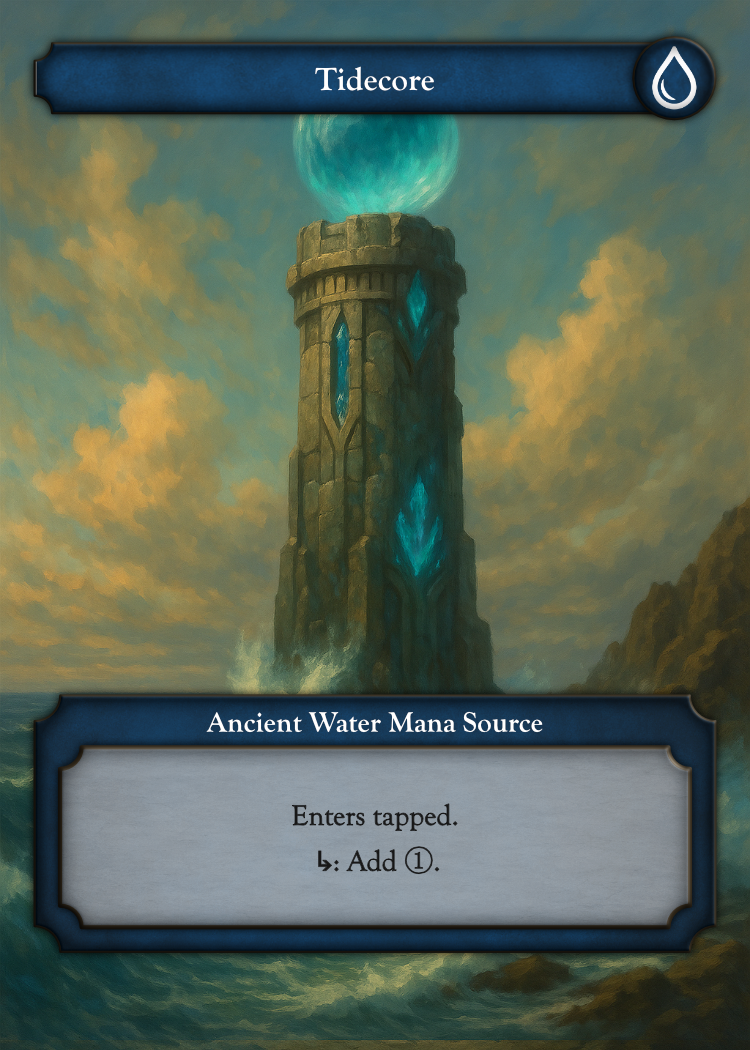 Tidecore
Ancient Water Mana Source
Enters tapped.
↳: Add ①.